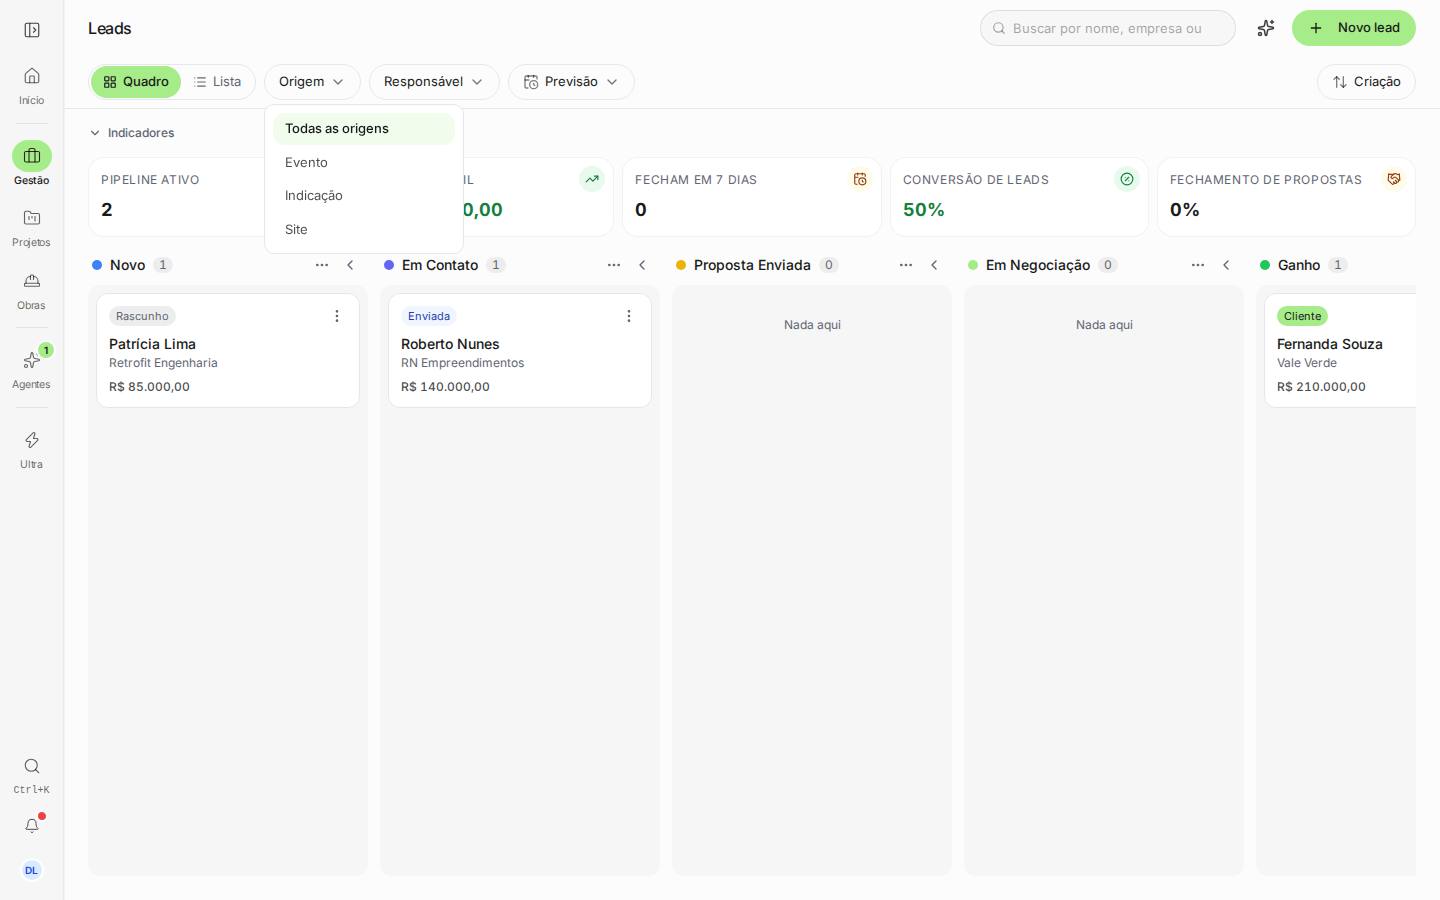 Leads
Buscar por nome, empresa ou
Novo lead
Quadro
Lista
Origem
Responsável
Previsão
Criação
Todas as origens
Evento
Indicação
Site
Início
Gestão
Projetos
Obras
1
Agentes
Ultra
Ctrl+K
DL
Indicadores
PIPELINE ATIVO
2
IL
0,00
FECHAM EM 7 DIAS
0
CONVERSÃO DE LEADS
50%
FECHAMENTO DE PROPOSTAS
0%
Novo 1
Rascunho
Patrícia Lima
Retrofit Engenharia
R$ 85.000,00
Em Contato 1
Enviada
Roberto Nunes
RN Empreendimentos
R$ 140.000,00
Proposta Enviada 0
Nada aqui
Em Negociação 0
Nada aqui
Ganho 1
Cliente
Fernanda Souza
Vale Verde
R$ 210.000,00